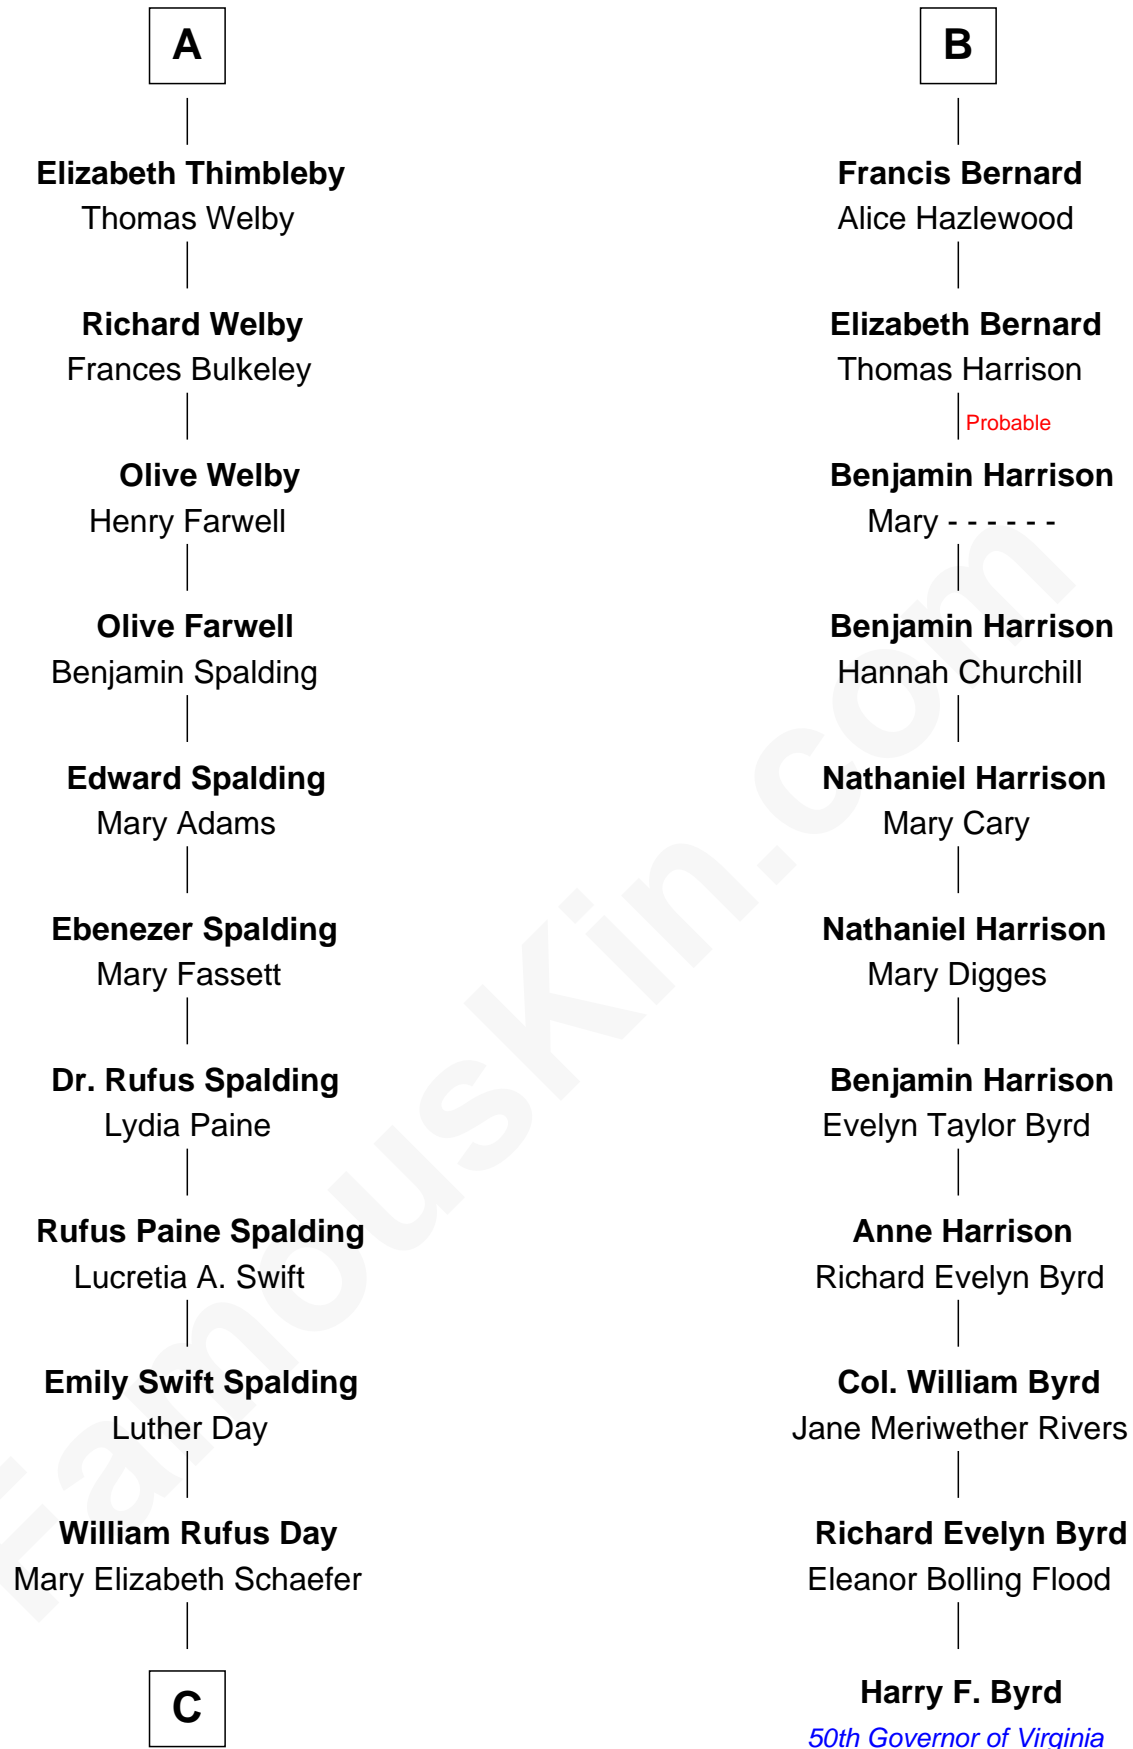 A
Elizabeth Thimbleby
Thomas Welby
Richard Welby
Frances Bulkeley
Olive Welby
Henry Farwell
Olive Farwell
Benjamin Spalding
Edward Spalding
Mary Adams
Ebenezer Spalding
Mary Fassett
Dr. Rufus Spalding
Lydia Paine
Rufus Paine Spalding
Lucretia A. Swift
Emily Swift Spalding
Luther Day
William Rufus Day
Mary Elizabeth Schaefer
C
B
Francis Bernard
Alice Hazlewood
Elizabeth Bernard
Thomas Harrison
Probable
Benjamin Harrison
Mary - - - - - -
Benjamin Harrison
Hannah Churchill
Nathaniel Harrison
Mary Cary
Nathaniel Harrison
Mary Digges
Benjamin Harrison
Evelyn Taylor Byrd
Anne Harrison
Richard Evelyn Byrd
Col. William Byrd
Jane Meriwether Rivers
Richard Evelyn Byrd
Eleanor Bolling Flood
Harry F. Byrd
50th Governor of Virginia
FamousKin.com